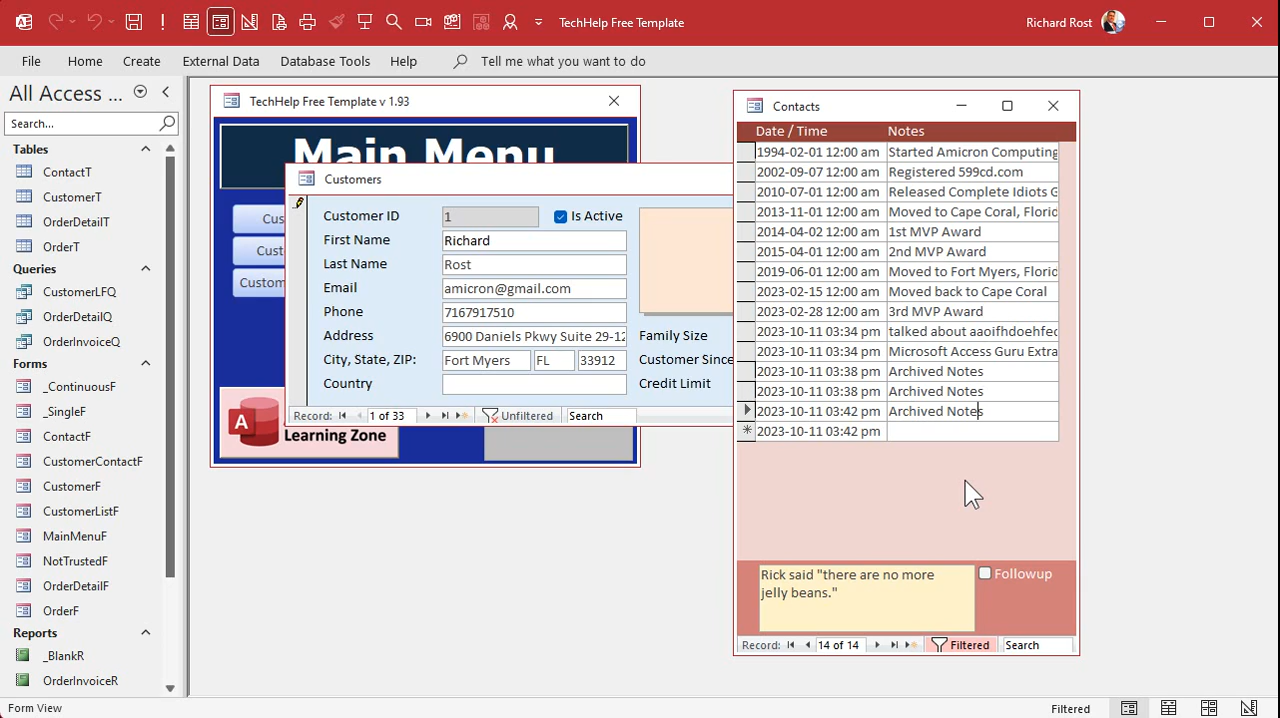 TechHelp Free Template
Richard Rost
File Home Create External Data Database Tools Help Tell me what you want to do
All Access ...
Search...
Tables
ContactT
CustomerT
OrderDetailT
OrderT
Queries
CustomerLFQ
OrderDetailQ
OrderInvoiceQ
Forms
_ContinuousF
_SingleF
ContactF
CustomerContactF
CustomerF
CustomerListF
MainMenuF
NotTrustedF
OrderDetailF
OrderF
Reports
_BlankR
OrderInvoiceR
Form View
TechHelp Free Template v 1.93
Main Menu
Cus
Cust
Custom
A
Learning Zone
Customers
Customer ID 1 Is Active
First Name Richard
Last Name Rost
Email amicron@gmail.com
Phone 7167917510
Address 6900 Daniels Pkwy Suite 29-12
City, State, ZIP: Fort Myers FL 33912
Country
Family Size
Customer Since
Credit Limit
Record: 1 of 33 Unfiltered Search
Contacts
Date / Time Notes
1994-02-01 12:00 am Started Amicron Computing
2002-09-07 12:00 am Registered 599cd.com
2010-07-01 12:00 am Released Complete Idiots G
2013-11-01 12:00 am Moved to Cape Coral, Florid
2014-04-02 12:00 am 1st MVP Award
2015-04-01 12:00 am 2nd MVP Award
2019-06-01 12:00 am Moved to Fort Myers, Florid
2023-02-15 12:00 am Moved back to Cape Coral
2023-02-28 12:00 am 3rd MVP Award
2023-10-11 03:34 pm talked about aaoifhdoehfeo
2023-10-11 03:34 pm Microsoft Access Guru Extra
2023-10-11 03:38 pm Archived Notes
2023-10-11 03:38 pm Archived Notes
2023-10-11 03:42 pm Archived Notes
2023-10-11 03:42 pm
Rick said "there are no more
jelly beans."
Followup
Record: 14 of 14 Filtered Search
Filtered